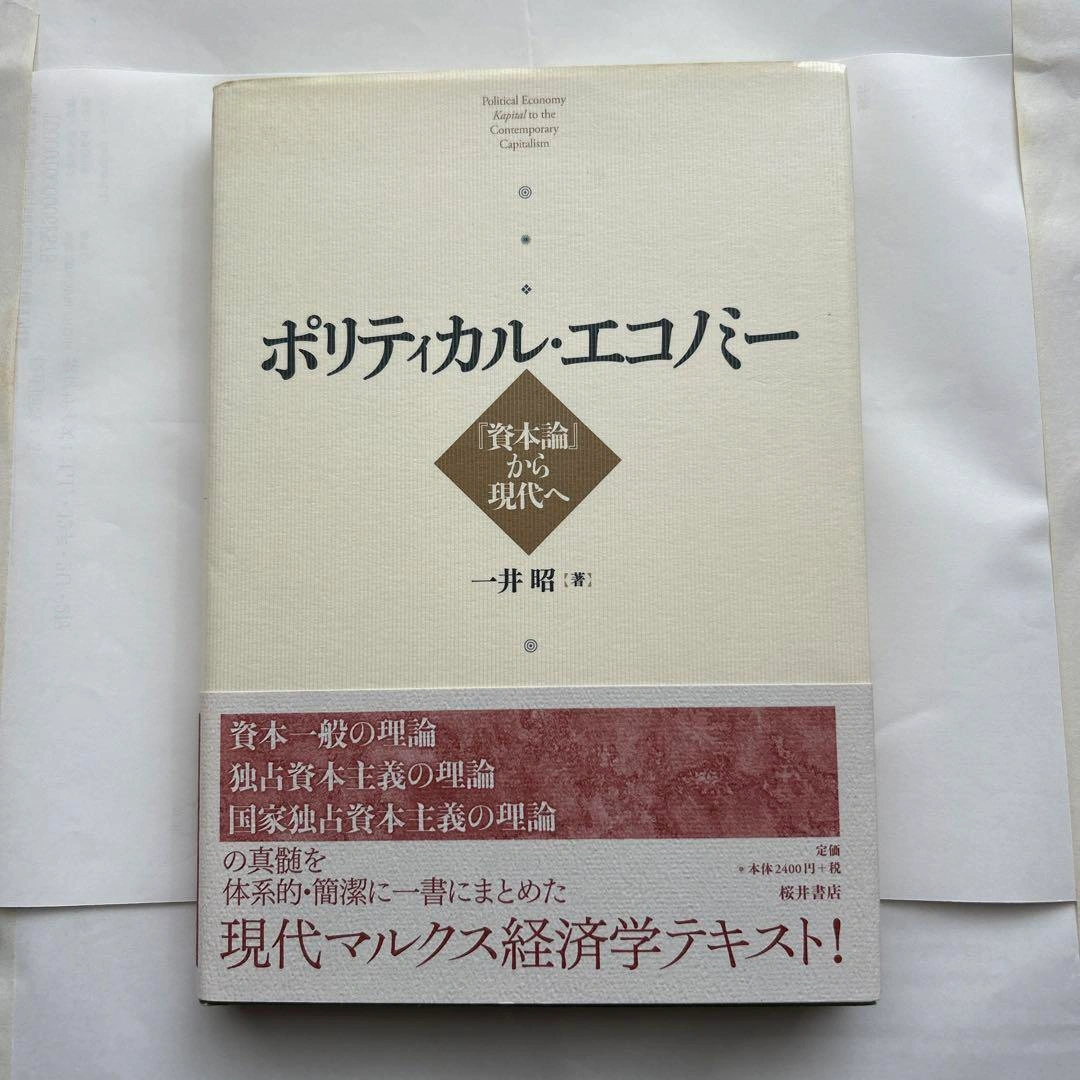 Political Economy
Kapital to the
Contemporary
Capitalism
ポリティカル・エコノミー
『資本論』
から
現代へ
一井 昭【著】
資本一般の理論
独占資本主義の理論
国家独占資本主義の理論
の真髄を
体系的・簡潔に一書にまとめた
現代マルクス経済学テキスト!
定価
*本体2400円+税
桜井書店